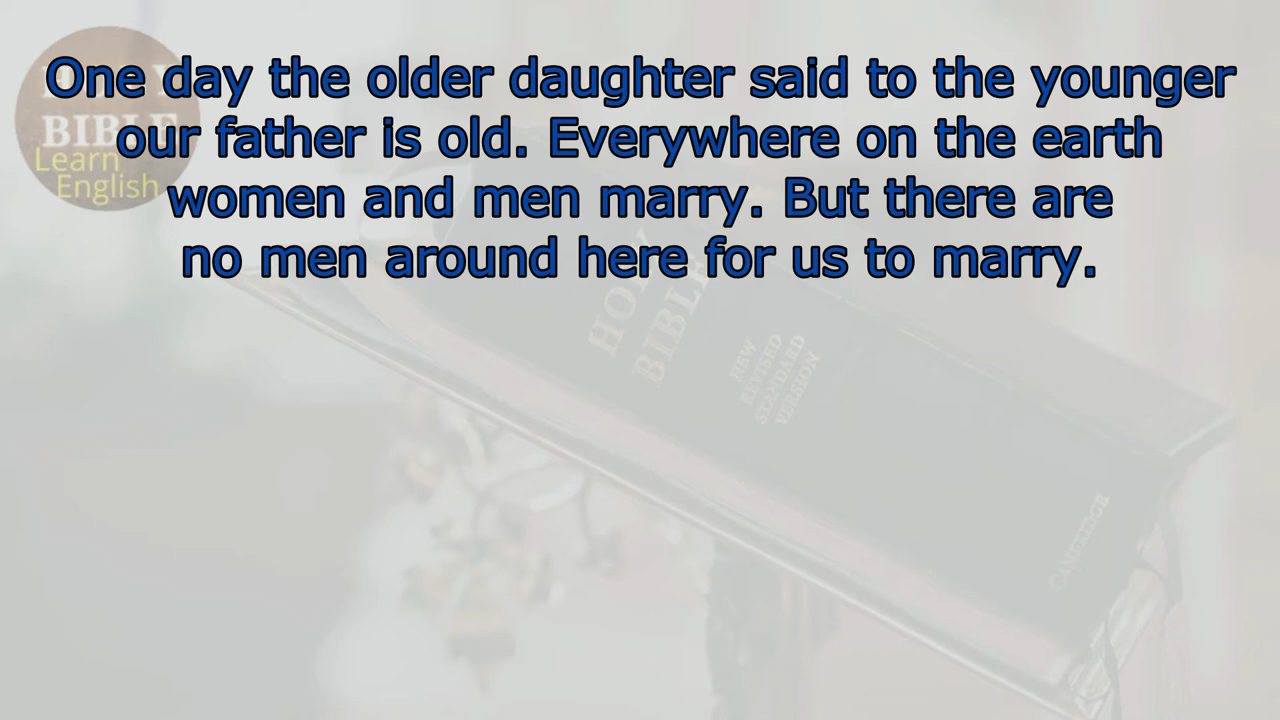 One day the older daughter said to the younger
our father is old. Everywhere on the earth
women and men marry. But there are
no men around here for us to marry.
BIBLE
Learn
English
HOLY
BIBLE
NEW
REVISED
STANDARD
VERSION
CAMBRIDGE